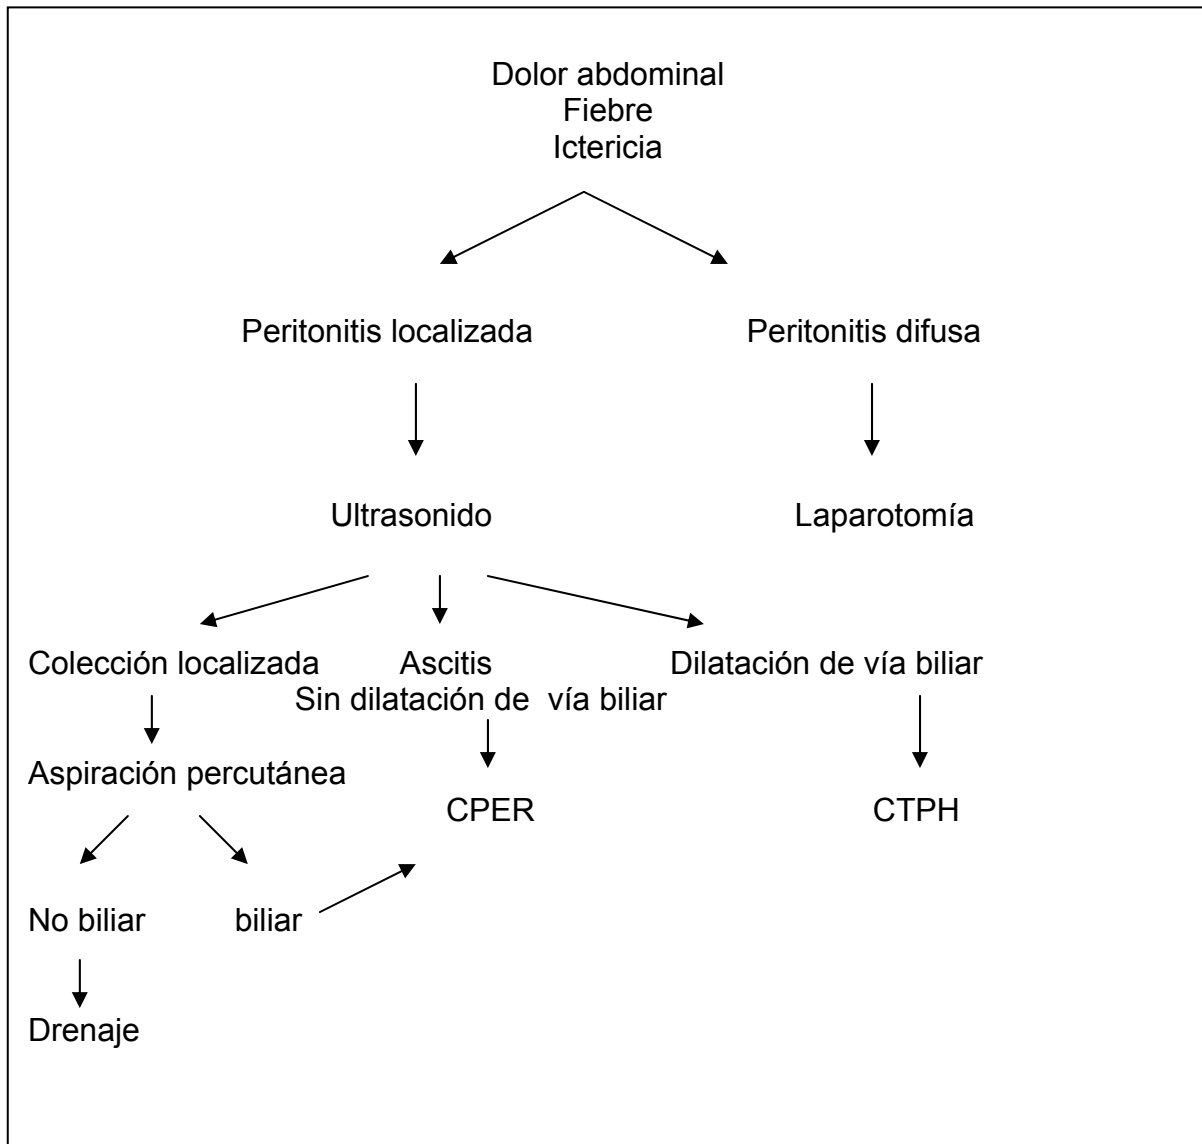 Dolor abdominal
Fiebre
Ictericia
Peritonitis localizada
Peritonitis difusa
Ultrasonido
Laparotomía
Colección localizada
Ascitis
Dilatación de vía biliar
Sin dilatación de vía biliar
Aspiración percutánea
CPER
CTPH
No biliar
biliar
Drenaje